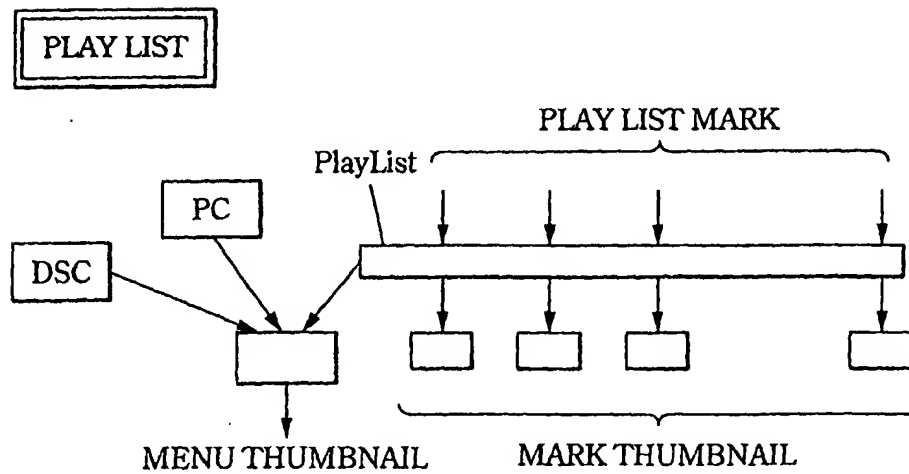 PLAY LIST
PLAY LIST MARK
PlayList
PC
DSC
MENU THUMBNAIL
MARK THUMBNAIL